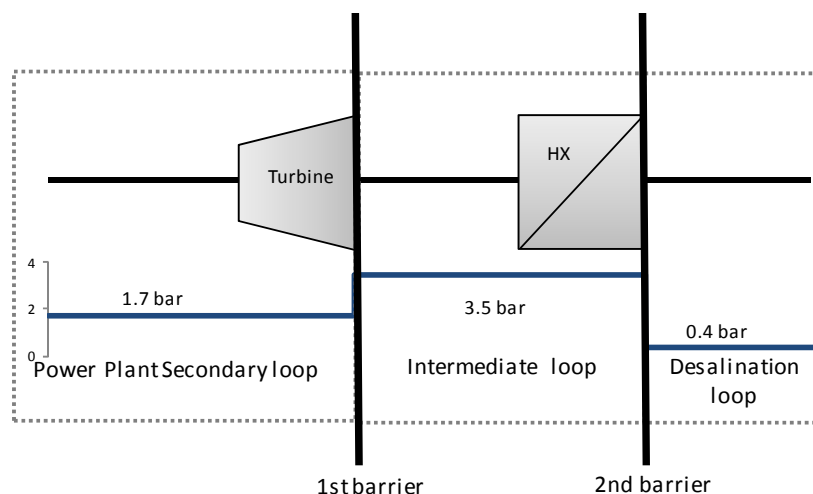 Turbine
HX
4
2
0
1.7 bar
3.5 bar
0.4 bar
Power Plant Secondary loop
Intermediate loop
Desalination
loop
1st barrier
2nd barrier